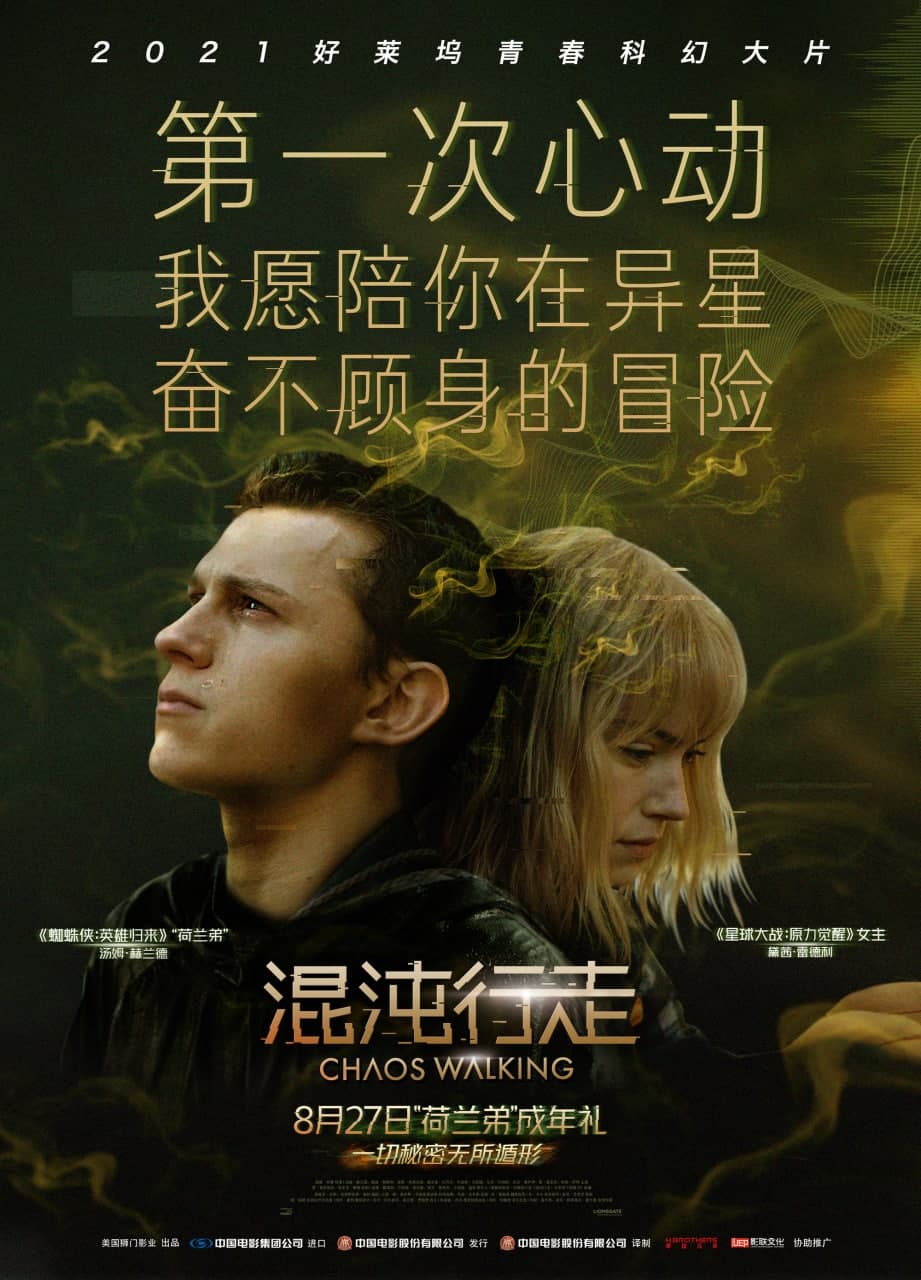 2021好莱坞青春科幻大片
第一次心动
我愿陪你在异星
奋不顾身的冒险
《蜘蛛侠:英雄归来》“荷兰弟”
汤姆·赫兰德
《星球大战:原力觉醒》女主
黛茜·雷德利
混沌行走
CHAOS WALKING
8月27日“荷兰弟”成年礼
一切秘密无所遁形
LIONSGATE
美国狮门影业 出品 中国电影集团公司 进口 中国电影股份有限公司 发行 中国电影股份有限公司 译制 H.BROTHERS 影联文化 协助推广